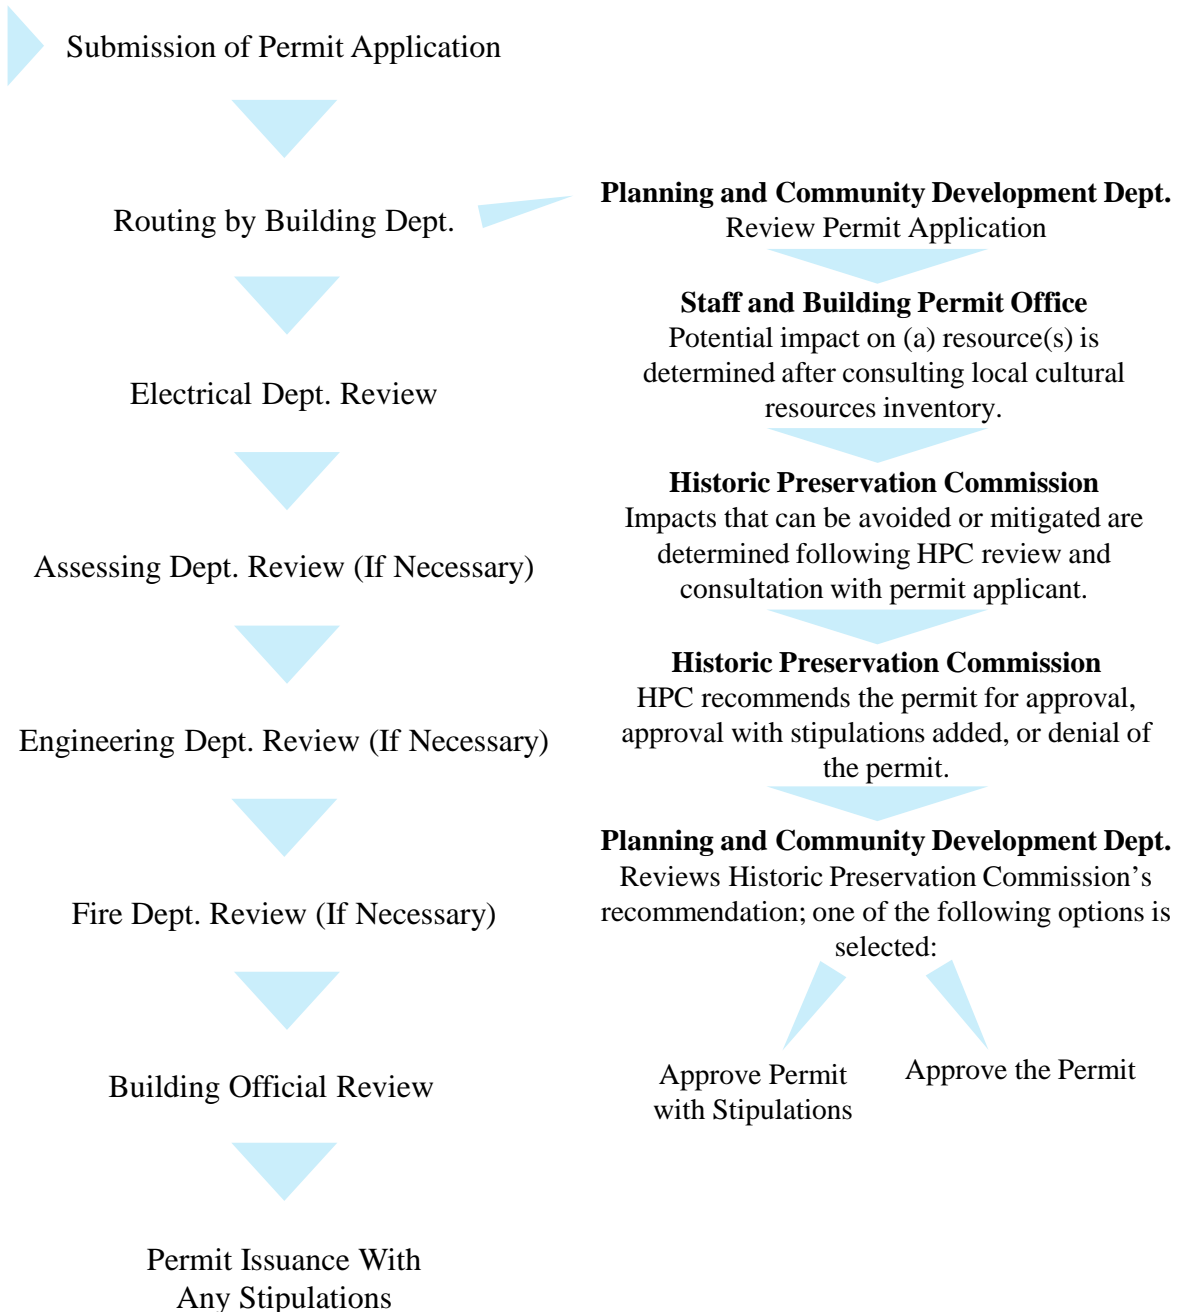 Submission of Permit Application
Routing by Building Dept.
Electrical Dept. Review
Assessing Dept. Review (If Necessary)
Engineering Dept. Review (If Necessary)
Fire Dept. Review (If Necessary)
Building Official Review
Permit Issuance With
Any Stipulations
Planning and Community Development Dept.
Review Permit Application
Staff and Building Permit Office
Potential impact on (a) resource(s) is
determined after consulting local cultural
resources inventory.
Historic Preservation Commission
Impacts that can be avoided or mitigated are
determined following HPC review and
consultation with permit applicant.
Historic Preservation Commission
HPC recommends the permit for approval,
approval with stipulations added, or denial of
the permit.
Planning and Community Development Dept.
Reviews Historic Preservation Commission’s
recommendation; one of the following options is
selected:
Approve Permit
with Stipulations
Approve the Permit